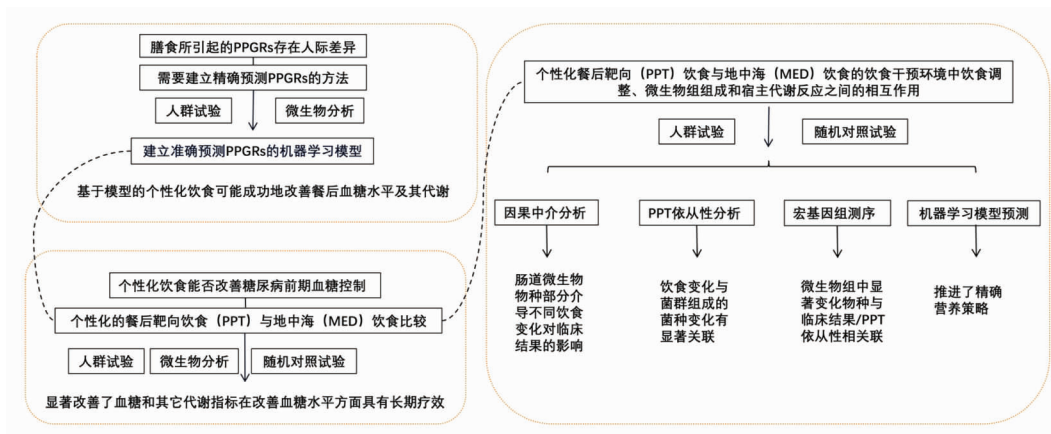 膳食所引起的PPGRs存在人际差异
需要建立精确预测PPGRs的方法
人群试验
微生物分析
建立准确预测PPGRs的机器学习模型
基于模型的个性化饮食可能成功地改善餐后血糖水平及其代谢
个性化饮食能否改善糖尿病前期血糖控制
个性化的餐后靶向饮食（PPT）与地中海（MED）饮食比较
人群试验
微生物分析
随机对照试验
显著改善了血糖和其它代谢指标在改善血糖水平方面具有长期疗效
个性化餐后靶向（PPT）饮食与地中海（MED）饮食的饮食干预环境中饮食调
整、微生物组组成和宿主代谢反应之间的相互作用
人群试验
随机对照试验
因果中介分析
肠道微生物
物种部分介
导不同饮食
变化对临床
结果的影响
PPT依从性分析
饮食变化与
菌群组成的
菌种变化有
显著关联
宏基因组测序
微生物组中显
著变化物种与
临床结果/PPT
依从性相关联
机器学习模型预测
推进了精确
营养策略